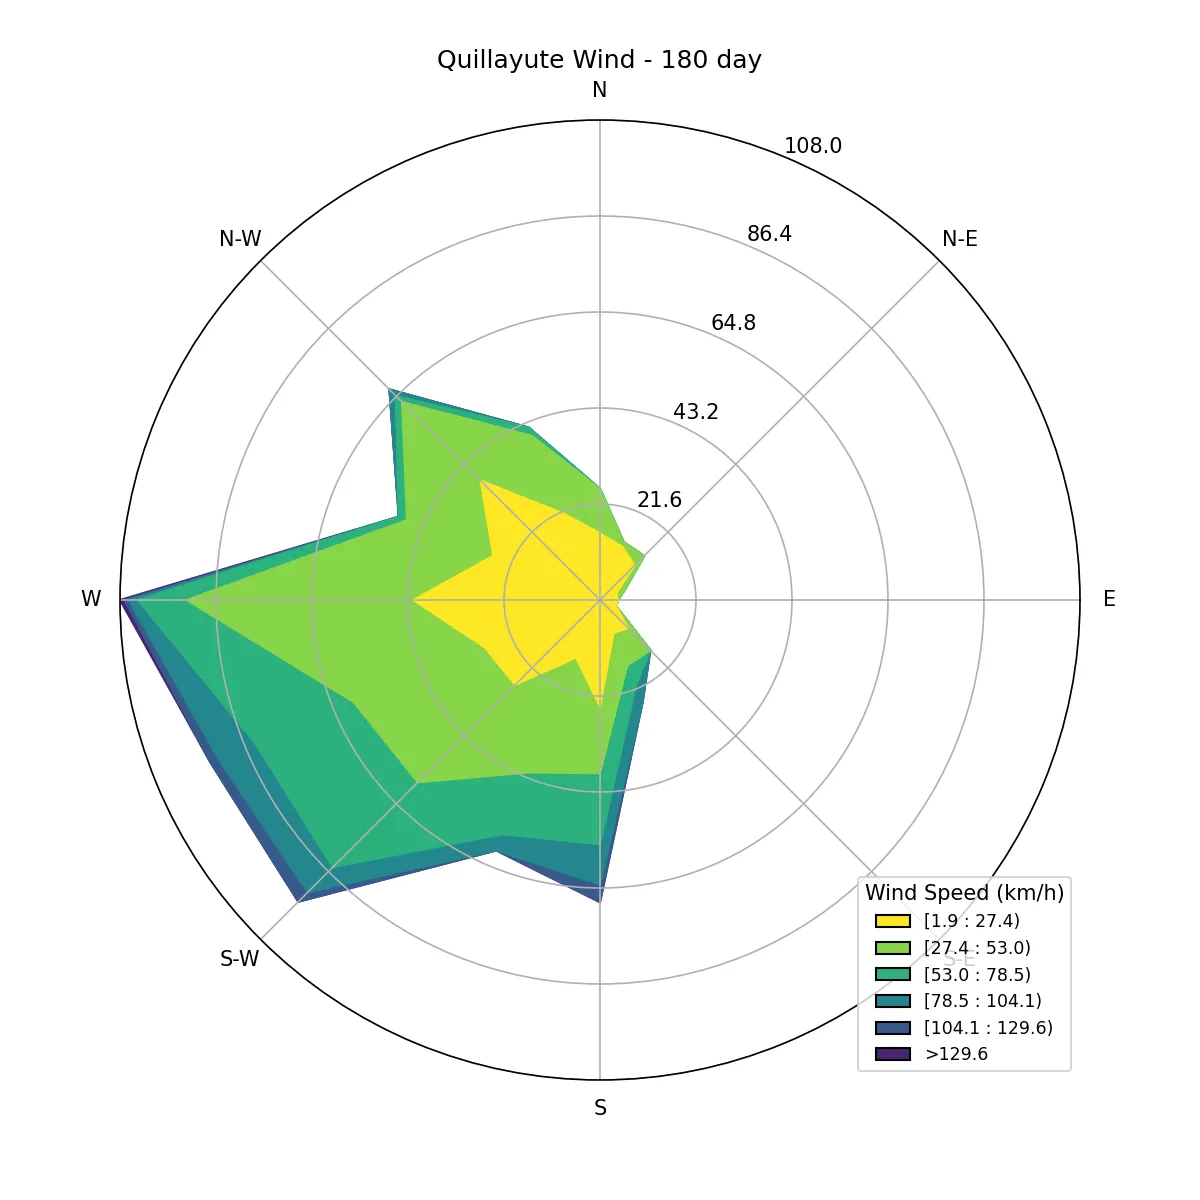 Quillayute Wind - 180 day
N
108.0
86.4
N-W
N-E
64.8
43.2
21.6
W
E
S-W
S-E
S
Wind Speed (km/h)
[1.9 : 27.4)
[27.4 : 53.0)
[53.0 : 78.5)
[78.5 : 104.1)
[104.1 : 129.6)
>129.6